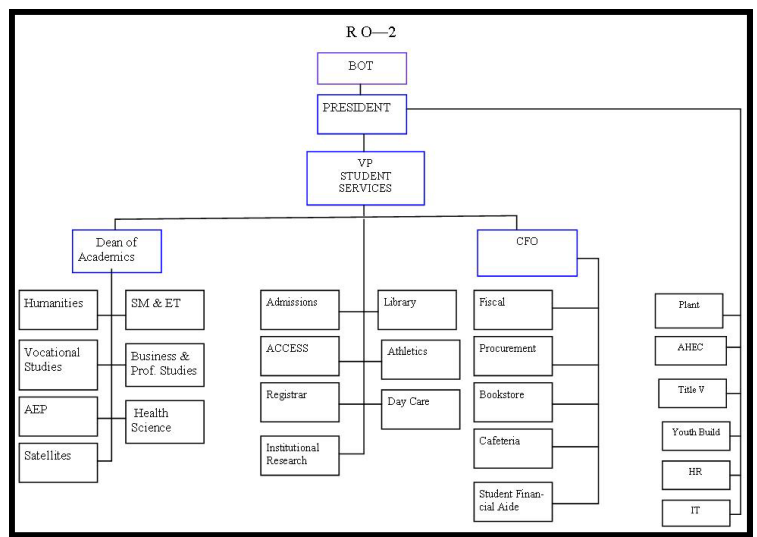 R O—2
BOT
PRESIDENT
VP
STUDENT
SERVICES
Dean of
Academics
CFO
Humanities
SM & ET
Vocational
Studies
Business &
Prof. Studies
AEP
Health
Science
Satellites
Admissions
Library
ACCESS
Athletics
Registrar
Day Care
Institutional
Research
Fiscal
Procurement
Bookstore
Cafeteria
Student Finan-
cial Aide
Plant
AHEC
Title V
Youth Build
HR
IT